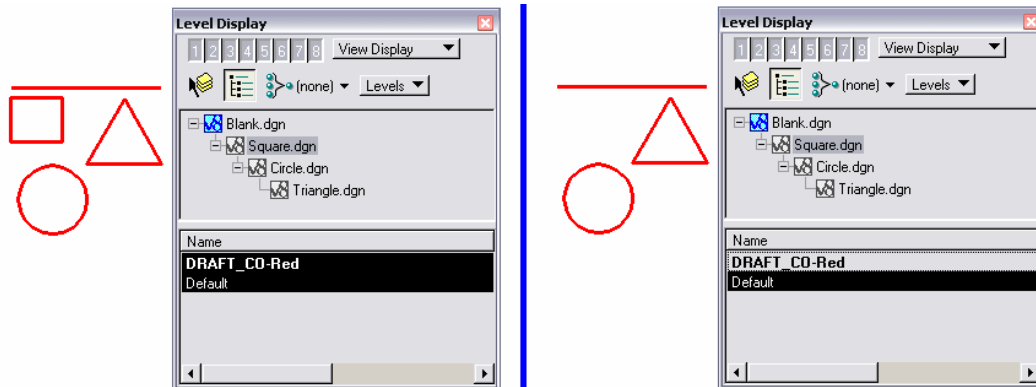 Level Display
1 2 3 4 5 6 7 8 View Display
(none) Levels
Blank.dgn
Square.dgn
Circle.dgn
Triangle.dgn
Name
DRAFT_CO-Red
Default
Level Display
1 2 3 4 5 6 7 8 View Display
(none) Levels
Blank.dgn
Square.dgn
Circle.dgn
Triangle.dgn
Name
DRAFT_CO-Red
Default